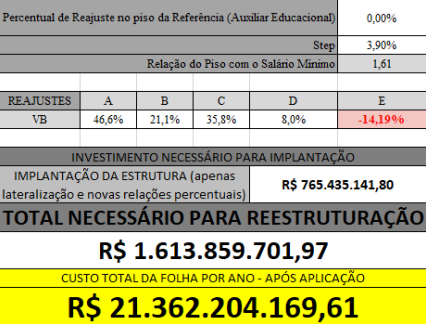 Percentual de Reajuste no piso da Referência (Auxiliar Educacional) 0,00%
Step 3,90%
Relação do Piso com o Salário Mínimo 1,61
REAJUSTES A B C D E
VB 46,6% 21,1% 35,8% 8,0% -14,19%
INVESTIMENTO NECESSÁRIO PARA IMPLANTAÇÃO
IMPLANTAÇÃO DA ESTRUTURA (apenas
lateralização e novas relações percentuais) R$ 765.435.141,80
TOTAL NECESSÁRIO PARA REESTRUTURAÇÃO
R$ 1.613.859.701,97
CUSTO TOTAL DA FOLHA POR ANO - APÓS APLICAÇÃO
R$ 21.362.204.169,61